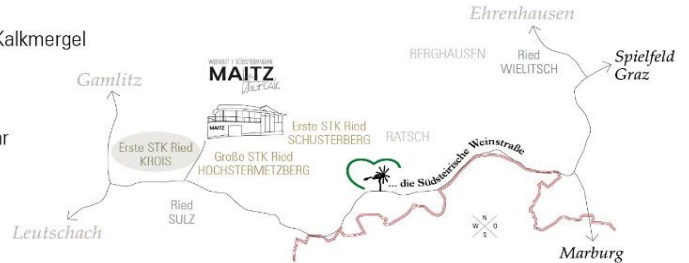 Kalkmergel
ar
Ehrenhausen
BERGHAUSEN
Ried
WIELITSCH
Spielfeld
Graz
Gamlitz
WEINGUT | SÜDSTEIERMARK
MAITZ
MAITZ
Erste STK Ried
KROIS
Erste STK Ried
SCHUSTERBERG
Große STK Ried
HOCHSTERMETZBERG
RATSCH
... die Südsteirische Weinstraße
Ried
SULZ
Leutschach
N
W O
S
Marburg